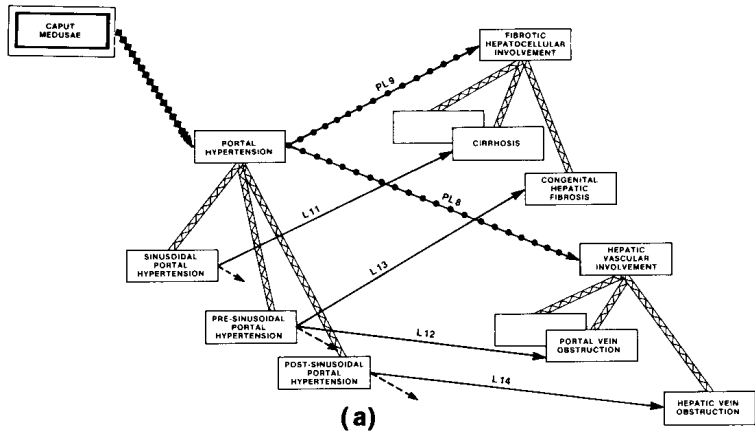 CAPUT
MEDUSAE
FIBROTIC
HEPATOCELLULAR
INVOLVEMENT
PL9
PORTAL
HYPERTENSION
CIRRHOSIS
CONGENITAL
HEPATIC
FIBROSIS
L11
PL8
L13
SINUSOIDAL
PORTAL
HYPERTENSION
HEPATIC
VASCULAR
INVOLVEMENT
PRE-SINUSOIDAL
PORTAL
HYPERTENSION
L12
PORTAL VEIN
OBSTRUCTION
POST-SINUSOIDAL
PORTAL
HYPERTENSION
L14
HEPATIC VEIN
OBSTRUCTION
(a)